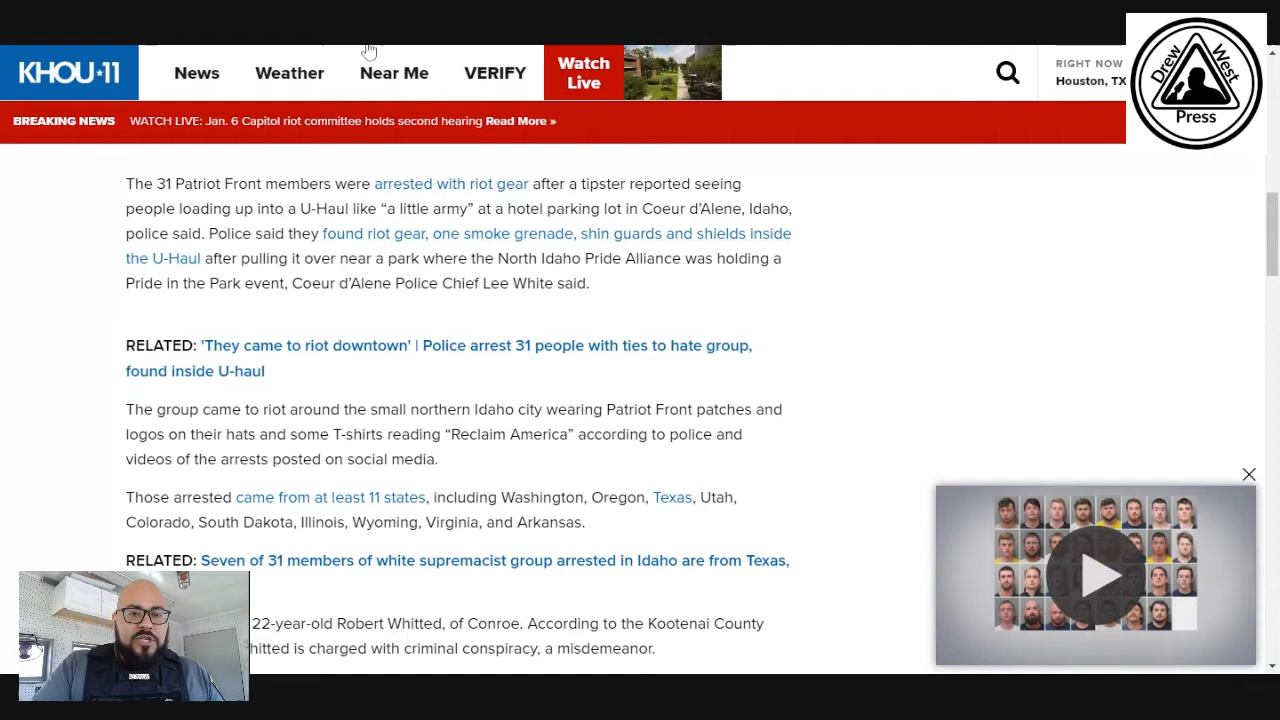 KHOU★11
News
Weather
Near Me
VERIFY
Watch
Live
RIGHT NOW
Houston, TX
Drew West
Press
BREAKING NEWS WATCH LIVE: Jan. 6 Capitol riot committee holds second hearing Read More »
The 31 Patriot Front members were arrested with riot gear after a tipster reported seeing
people loading up into a U-Haul like “a little army” at a hotel parking lot in Coeur d’Alene, Idaho,
police said. Police said they found riot gear, one smoke grenade, shin guards and shields inside
the U-Haul after pulling it over near a park where the North Idaho Pride Alliance was holding a
Pride in the Park event, Coeur d’Alene Police Chief Lee White said.
RELATED: 'They came to riot downtown' | Police arrest 31 people with ties to hate group,
found inside U-haul
The group came to riot around the small northern Idaho city wearing Patriot Front patches and
logos on their hats and some T-shirts reading “Reclaim America” according to police and
videos of the arrests posted on social media.
Those arrested came from at least 11 states, including Washington, Oregon, Texas, Utah,
Colorado, South Dakota, Illinois, Wyoming, Virginia, and Arkansas.
RELATED: Seven of 31 members of white supremacist group arrested in Idaho are from Texas,
22-year-old Robert Whitted, of Conroe. According to the Kootenai County
hitted is charged with criminal conspiracy, a misdemeanor.